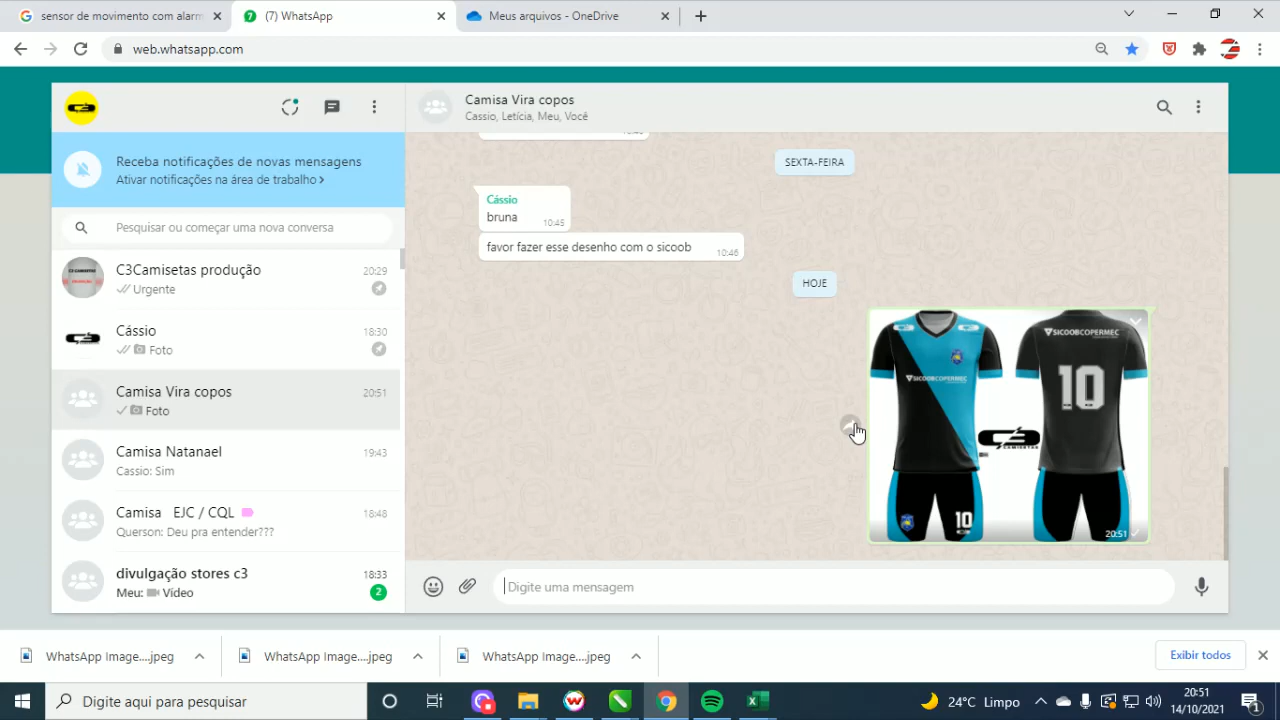 sensor de movimento com alarm
(7) WhatsApp
Meus arquivos - OneDrive
web.whatsapp.com
Receba notificações de novas mensagens
Ativar notificações na área de trabalho
Pesquisar ou começar uma nova conversa
C3Camisetas produção
20:29
Urgente
Cássio
18:30
Foto
Camisa Vira copos
20:51
Foto
Camisa Natanael
19:43
Cassio: Sim
Camisa EJC / CQL
18:48
Querson: Deu pra entender???
divulgação stores c3
18:33
Meu: Vídeo
2
Camisa Vira copos
Cassio, Letícia, Meu, Você
SEXTA-FEIRA
Cássio
bruna
10:45
favor fazer esse desenho com o sicoob
10:46
HOJE
SICOOBCOPERMEC
SICOOBCOPERMEC
10
C3
CAMISETAS
10
20:51
Digite uma mensagem
WhatsApp Image....jpeg
WhatsApp Image....jpeg
WhatsApp Image....jpeg
Exibir todos
Digite aqui para pesquisar
24°C Limpo
20:51
14/10/2021
1